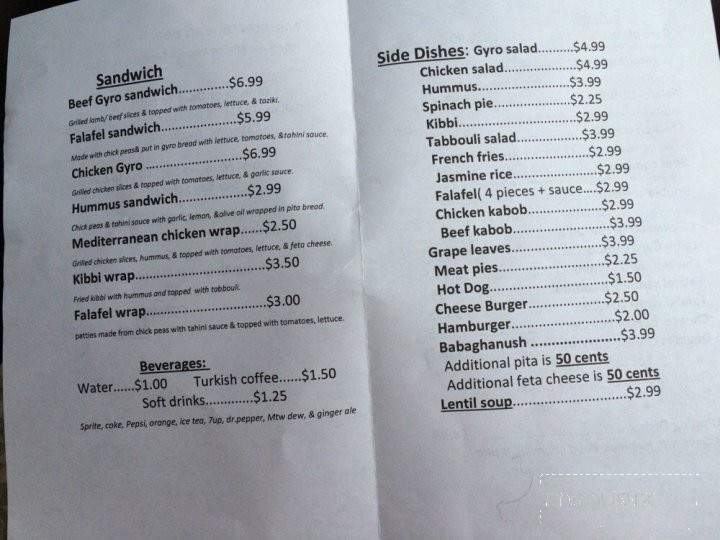 Sandwich
Beef Gyro sandwich..............$6.99
Grilled lamb/ beef slices & topped with tomatoes, lettuce, & taziki.
Falafel sandwich.....................$5.99
Made with chick peas& put in gyro bread with lettuce, tomatoes, &tahini sauce.
Chicken Gyro ..........................$6.99
Grilled chicken slices & topped with tomatoes, lettuce, & garlic sauce.
Hummus sandwich...................$2.99
Chick peas & tahini sauce with garlic, lemon, &olive oil wrapped in pita bread.
Mediterranean chicken wrap......$2.50
Grilled chicken slices, hummus, & topped with tomatoes, lettuce, & feta cheese.
Kibbi wrap...................................$3.50
Fried kibbi with hummus and topped with tabbouli.
Falafel wrap.................................$3.00
patties made from chick peas with tahini sauce & topped with tomatoes, lettuce.
Beverages:
Water......$1.00 Turkish coffee......$1.50
Soft drinks.............$1.25
Sprite, coke, Pepsi, orange, ice tea, 7up, dr.pepper, Mtw dew, & ginger ale
Side Dishes: Gyro salad..........$4.99
Chicken salad....................$4.99
Hummus.........................$3.99
Spinach pie.....................$2.25
Kibbi................................$2.99
Tabbouli salad..................$3.99
French fries.......................$2.99
Jasmine rice.......................$2.99
Falafel( 4 pieces + sauce....$2.99
Chicken kabob....................$2.99
Beef kabob..........................$3.99
Grape leaves.........................$3.99
Meat pies..............................$2.25
Hot Dog.................................$1.50
Cheese Burger.......................$2.50
Hamburger............................$2.00
Babaghanush .........................$3.99
Additional pita is 50 cents
Additional feta cheese is 50 cents
Lentil soup................................$2.99